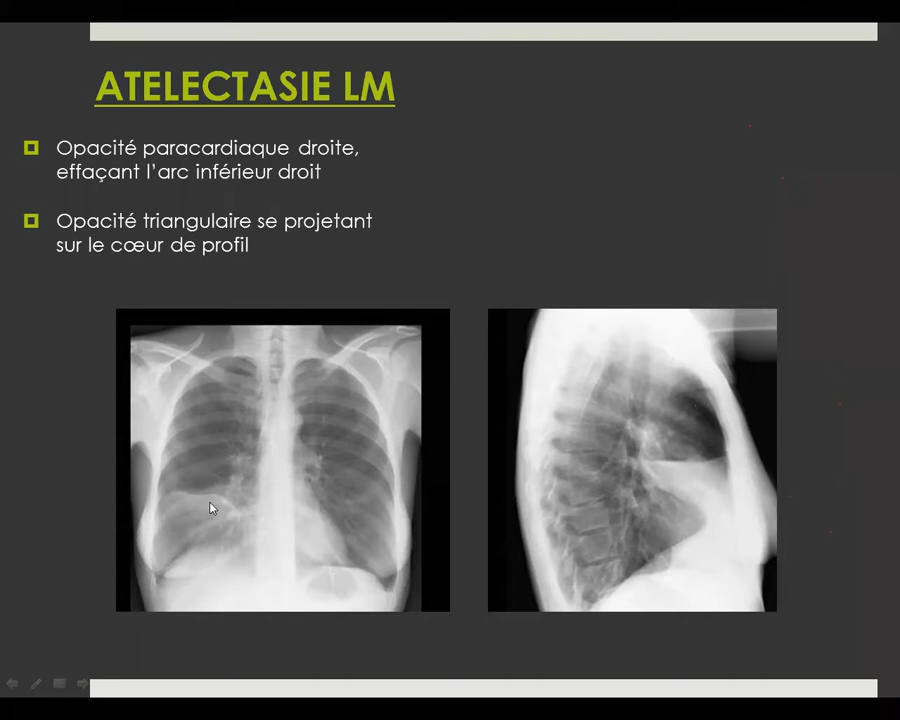 ATELECTASIE LM
Opacité paracardiaque droite,
effaçant l'arc inférieur droit
Opacité triangulaire se projetant
sur le cœur de profil